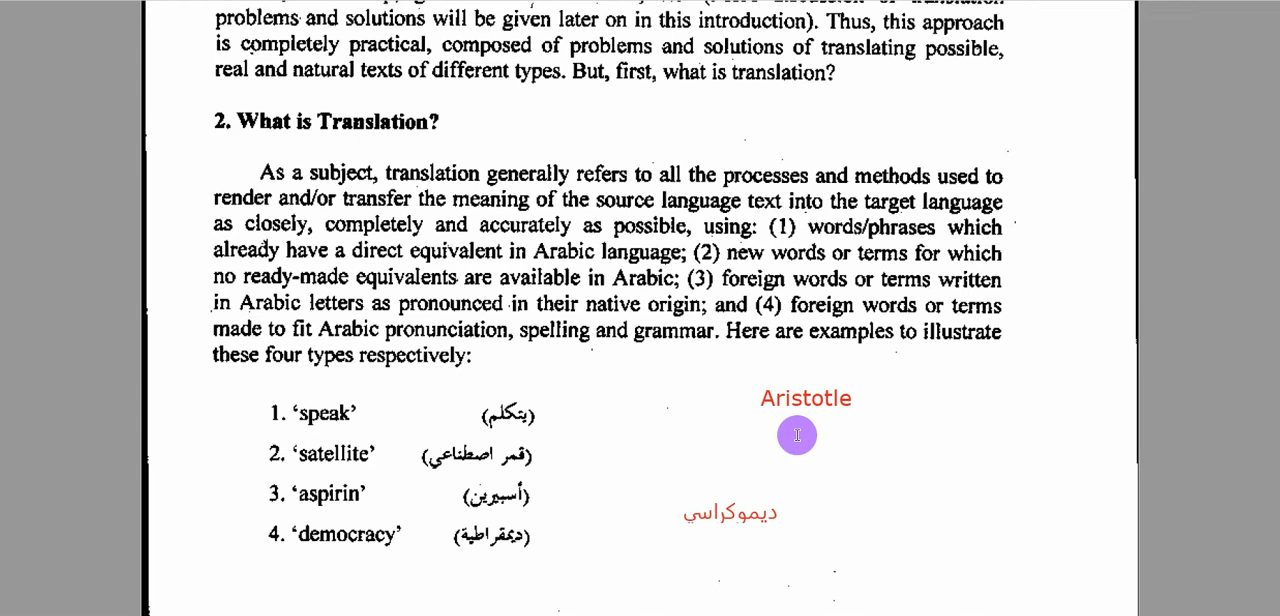 problems and solutions will be given later on in this introduction). Thus, this approach
is completely practical, composed of problems and solutions of translating possible,
real and natural texts of different types. But, first, what is translation?
2. What is Translation?
As a subject, translation generally refers to all the processes and methods used to
render and/or transfer the meaning of the source language text into the target language
as closely, completely and accurately as possible, using: (1) words/phrases which
already have a direct equivalent in Arabic language; (2) new words or terms for which
no ready-made equivalents are available in Arabic; (3) foreign words or terms written
in Arabic letters as pronounced in their native origin; and (4) foreign words or terms
made to fit Arabic pronunciation, spelling and grammar. Here are examples to illustrate
these four types respectively:
Aristotle
1. ‘speak’ (يتكلم)
2. ‘satellite’ (قمر اصطناعي)
3. ‘aspirin’ (أسبرين)
ديموكراسي
4. ‘democracy’ (ديمقراطية)